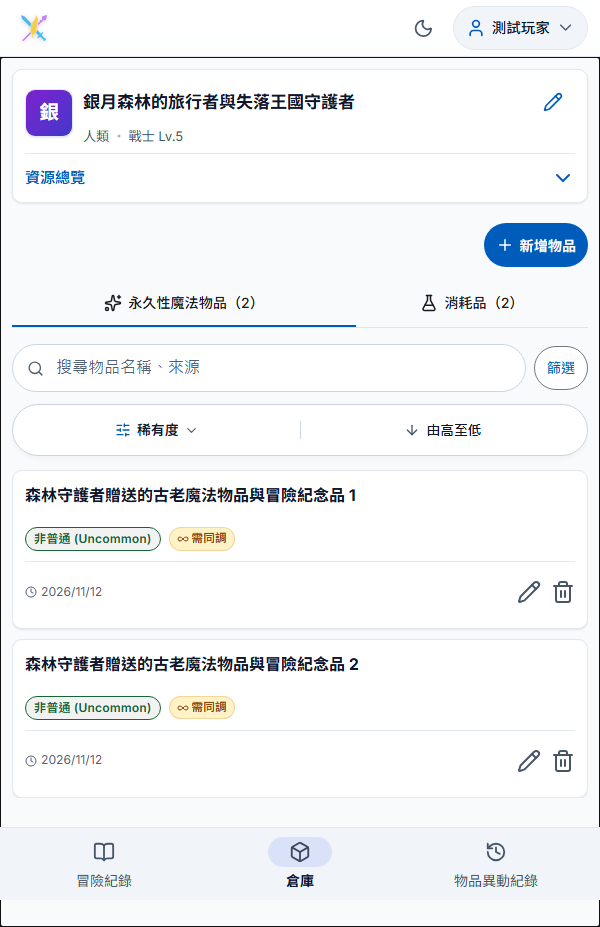 測試玩家
銀
銀月森林的旅行者與失落王國守護者
人類 • 戰士 Lv.5
資源總覽
新增物品
永久性魔法物品（2）
消耗品（2）
搜尋物品名稱、來源
篩選
稀有度
由高至低
森林守護者贈送的古老魔法物品與冒險紀念品 1
非普通 (Uncommon)
需同調
2026/11/12
森林守護者贈送的古老魔法物品與冒險紀念品 2
非普通 (Uncommon)
需同調
2026/11/12
冒險紀錄
倉庫
物品異動紀錄